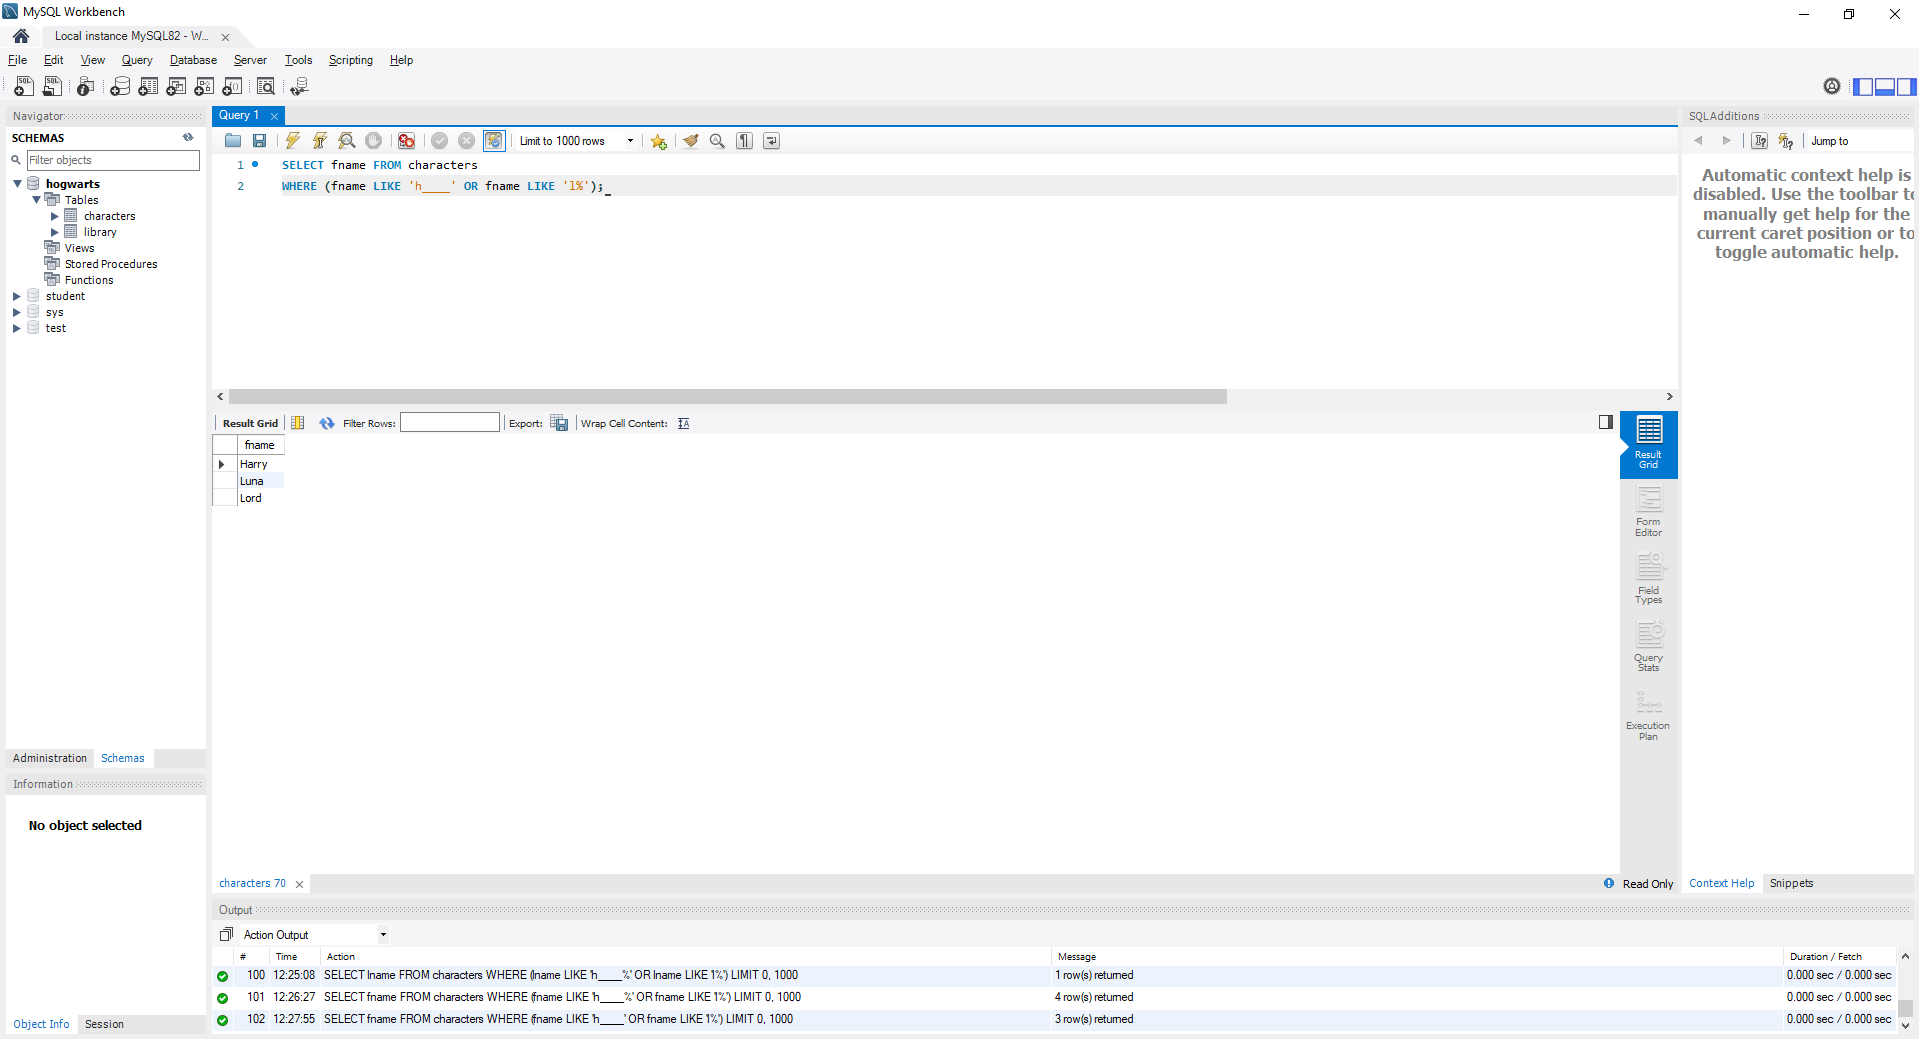 MySQL Workbench
Local instance MySQL82 - W...
File Edit View Query Database Server Tools Scripting Help
Navigator
SCHEMAS
Filter objects
hogwarts
Tables
characters
library
Views
Stored Procedures
Functions
student
sys
test
Administration Schemas
Information
No object selected
Object Info Session
Query 1
Limit to 1000 rows
1 SELECT fname FROM characters
2 WHERE (fname LIKE 'h____' OR fname LIKE 'l%');
Result Grid Filter Rows: Export: Wrap Cell Content:
fname
Harry
Luna
Lord
Result
Grid
Form
Editor
Field
Types
Query
Stats
Execution
Plan
characters 70
Read Only
SQLAdditions
Jump to
Automatic context help is
disabled. Use the toolbar to
manually get help for the
current caret position or to
toggle automatic help.
Context Help Snippets
Output
Action Output
# Time Action Message Duration / Fetch
100 12:25:08 SELECT lname FROM characters WHERE (lname LIKE 'h____%' OR lname LIKE 'l%') LIMIT 0, 1000 1 row(s) returned 0.000 sec / 0.000 sec
101 12:26:27 SELECT fname FROM characters WHERE (fname LIKE 'h____%' OR fname LIKE 'l%') LIMIT 0, 1000 4 row(s) returned 0.000 sec / 0.000 sec
102 12:27:55 SELECT fname FROM characters WHERE (fname LIKE 'h____' OR fname LIKE 'l%') LIMIT 0, 1000 3 row(s) returned 0.000 sec / 0.000 sec